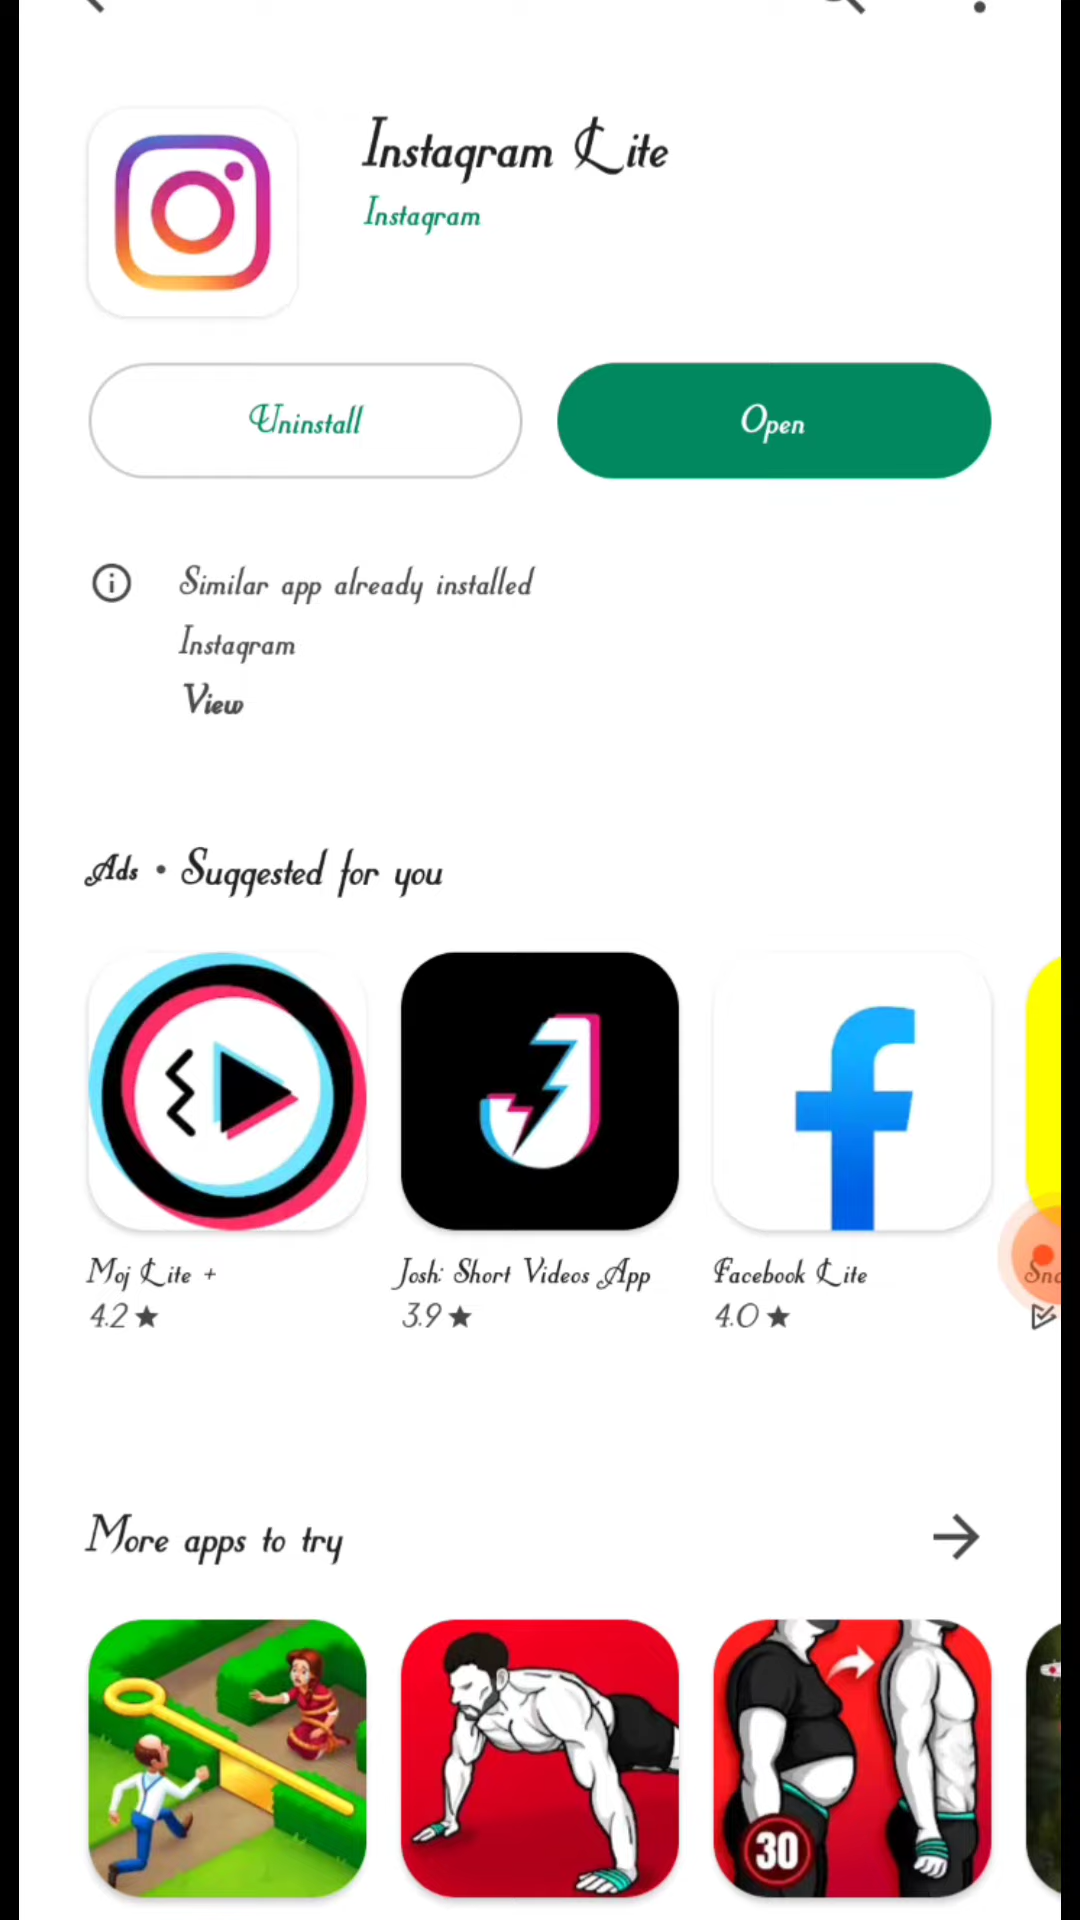 Instagram Lite
Instagram
Uninstall
Open
Similar app already installed
Instagram
View
Ads • Suggested for you
Moj Lite +
4.2 ★
Josh: Short Videos App
3.9 ★
Facebook Lite
4.0 ★
More apps to try
30